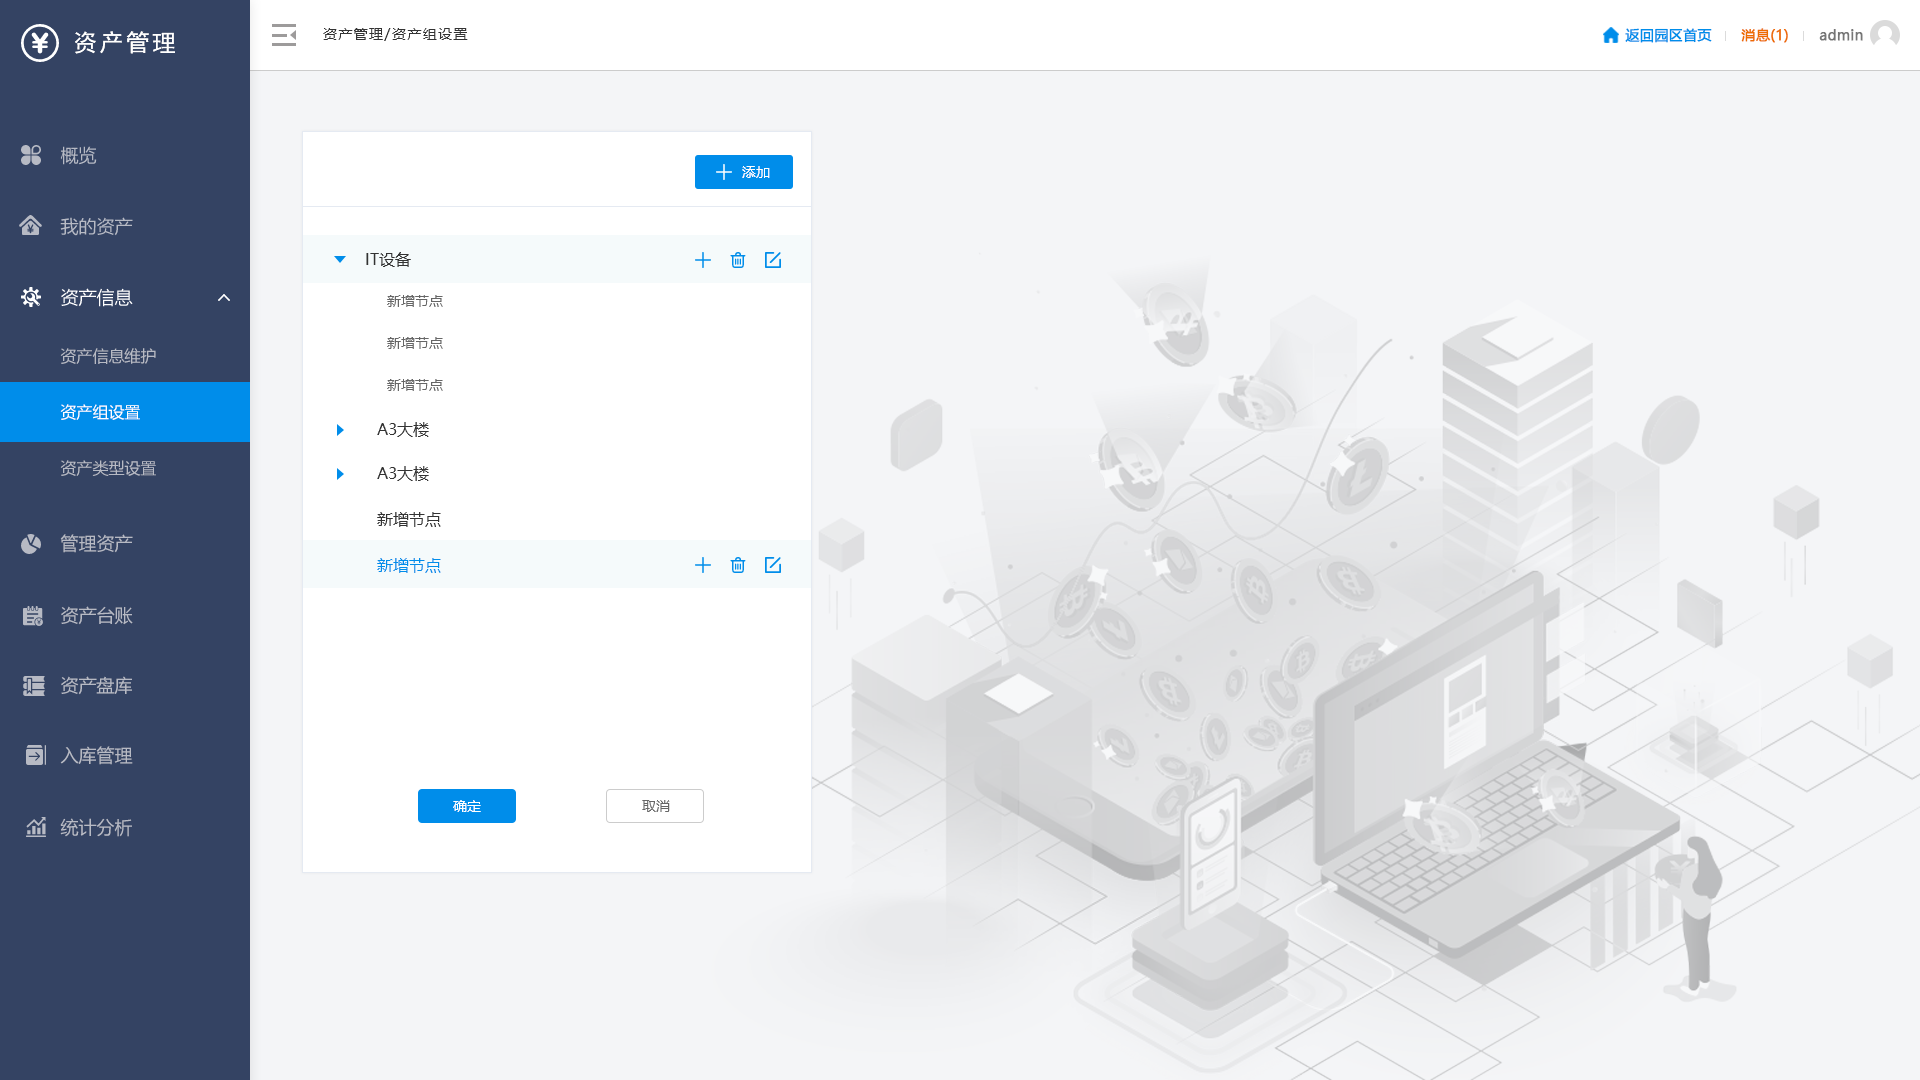 资产管理
资产管理/资产组设置
返回园区首页
消息(1)
admin
概览
我的资产
资产信息
资产信息维护
资产组设置
资产类型设置
管理资产
资产台账
资产盘库
入库管理
统计分析
添加
IT设备
新增节点
新增节点
新增节点
A3大楼
A3大楼
新增节点
新增节点
确定
取消